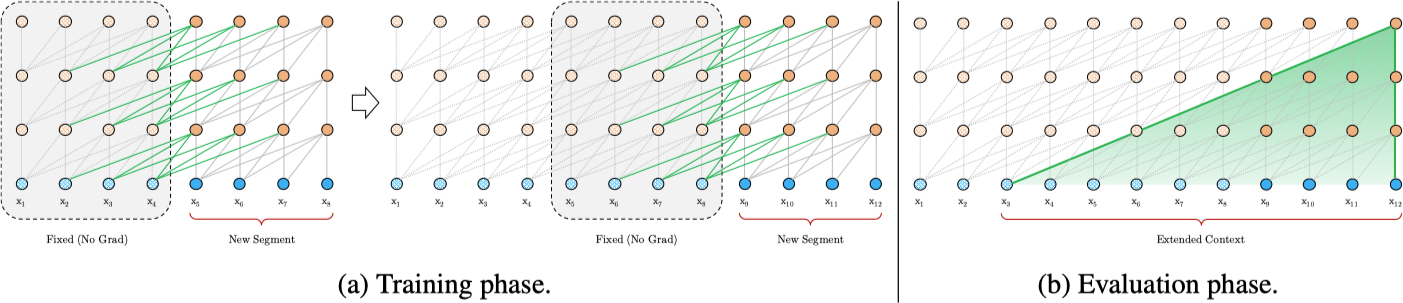 x1 x2 x3 x4 x5 x6 x7 x8
Fixed (No Grad) New Segment
x1 x2 x3 x4 x5 x6 x7 x8 x9 x10 x11 x12
Fixed (No Grad) New Segment
(a) Training phase.
x1 x2 x3 x4 x5 x6 x7 x8 x9 x10 x11 x12
Extended Context
(b) Evaluation phase.